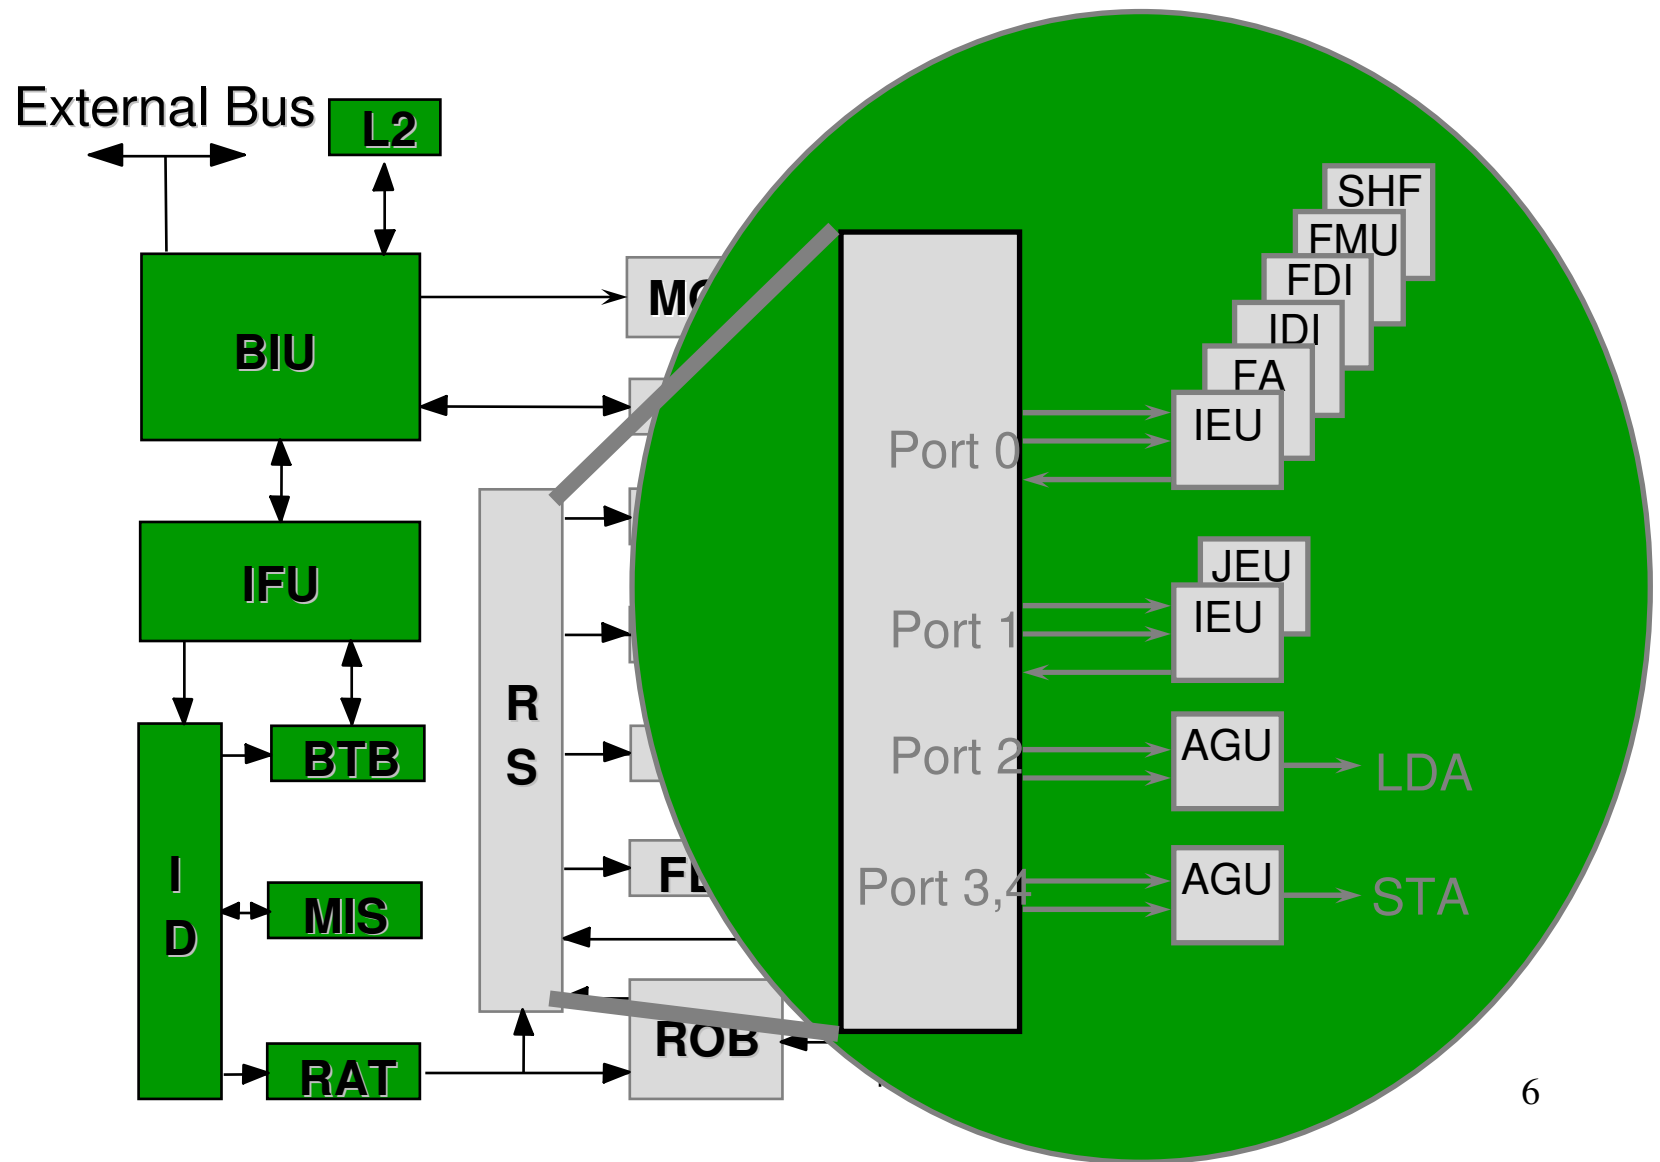 External Bus
L2
BIU
IFU
I
D
BTB
MIS
RAT
R
S
ROB
Port 0
Port 1
Port 2
Port 3,4
SHF
FMU
FDI
IDI
FA
IEU
JEU
IEU
AGU
LDA
AGU
STA
6